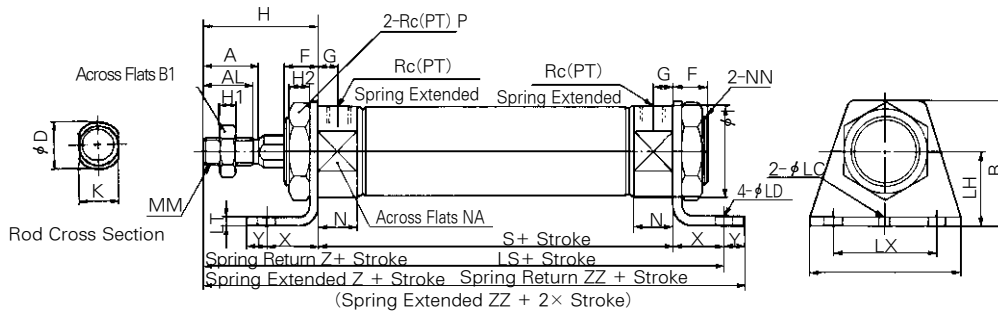 H
2-Rc(PT) P
A
F
G
Across Flats B1
AL
H2
Rc(PT)
Rc(PT)
G
F
2-NN
H1
Spring Extended
Spring Extended
φD
φI
B
K
2-φLC
LH
MM
4-φLD
LT
N
Across Flats NA
N
Rod Cross Section
Y
X
S+ Stroke
X
Y
LX
Spring Return Z+ Stroke
LS+ Stroke
Spring Extended Z + Stroke
Spring Return ZZ + Stroke
(Spring Extended ZZ + 2× Stroke)